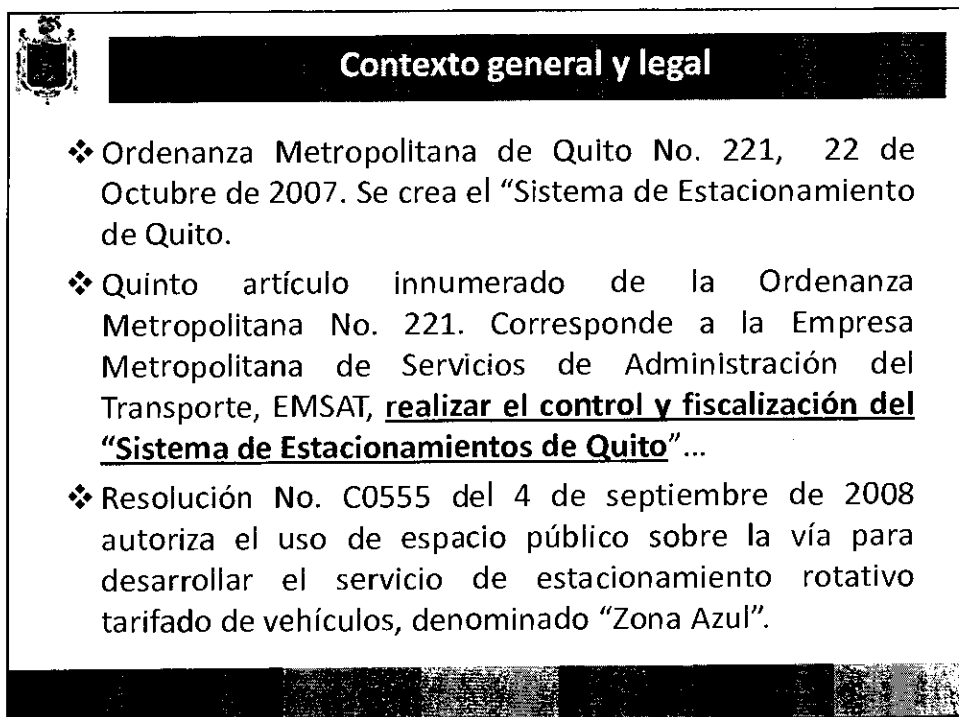 Contexto general y legal
❖ Ordenanza Metropolitana de Quito No. 221, 22 de
Octubre de 2007. Se crea el “Sistema de Estacionamiento
de Quito.
❖ Quinto artículo innumerado de la Ordenanza
Metropolitana No. 221. Corresponde a la Empresa
Metropolitana de Servicios de Administración del
Transporte, EMSAT, realizar el control y fiscalización del
“Sistema de Estacionamientos de Quito”...
❖ Resolución No. C0555 del 4 de septiembre de 2008
autoriza el uso de espacio público sobre la vía para
desarrollar el servicio de estacionamiento rotativo
tarifado de vehículos, denominado “Zona Azul”.